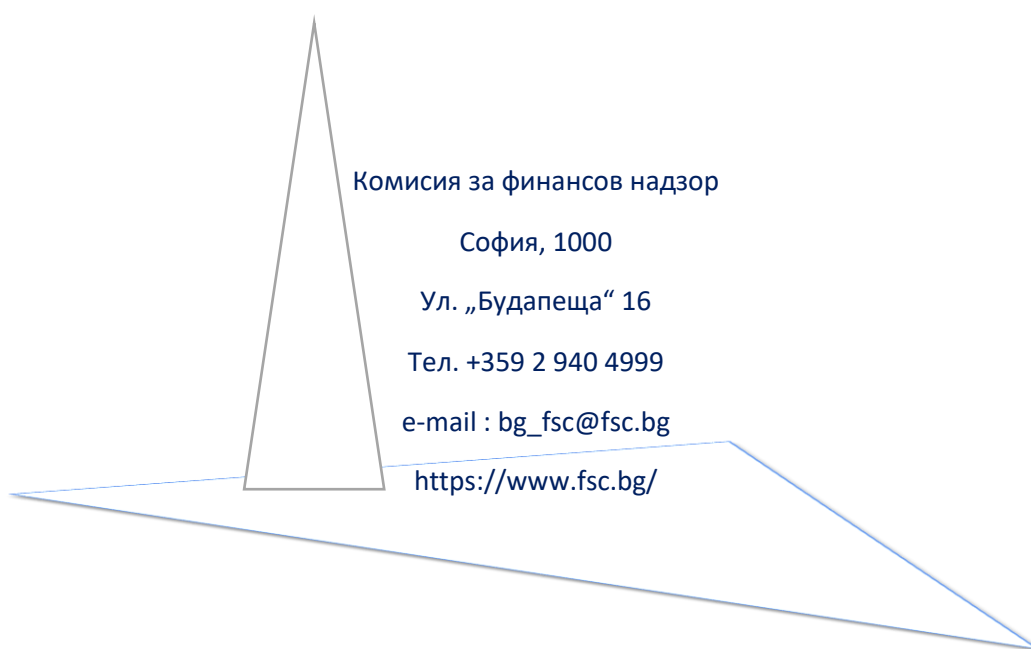 Комисия за финансов надзор
София, 1000
Ул. „Будапеща“ 16
Тел. +359 2 940 4999
e-mail : bg_fsc@fsc.bg
https://www.fsc.bg/